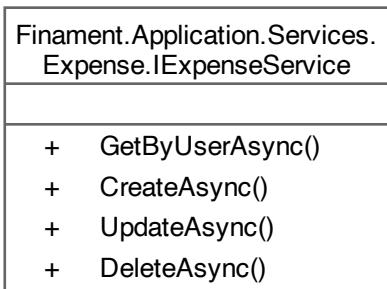 Finament.Application.Services.
Expense.IExpenseService
+ GetByUserAsync()
+ CreateAsync()
+ UpdateAsync()
+ DeleteAsync()